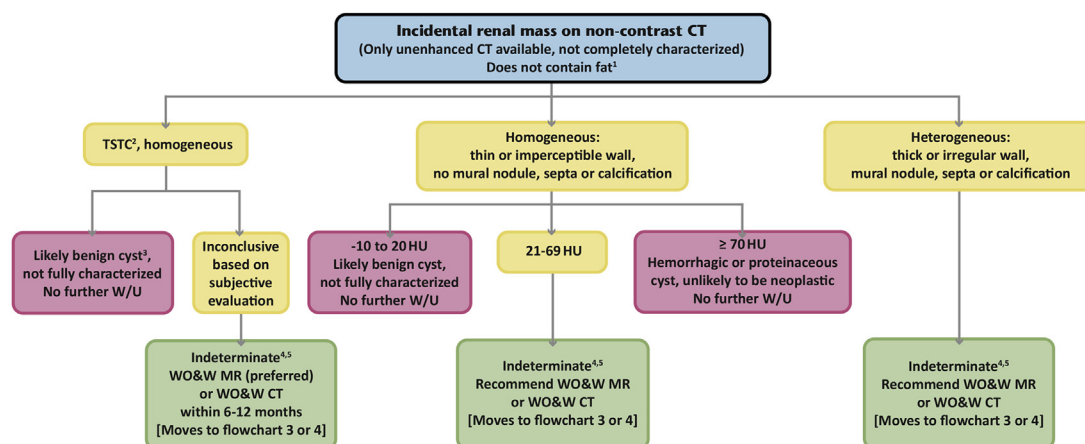 Incidental renal mass on non-contrast CT
(Only unenhanced CT available, not completely characterized)
Does not contain fat¹
TSTC², homogeneous
Homogeneous:
thin or imperceptible wall,
no mural nodule, septa or calcification
Heterogeneous:
thick or irregular wall,
mural nodule, septa or calcification
Likely benign cyst³,
not fully characterized
No further W/U
Inconclusive
based on
subjective
evaluation
-10 to 20 HU
Likely benign cyst,
not fully characterized
No further W/U
21-69 HU
≥ 70 HU
Hemorrhagic or proteinaceous
cyst, unlikely to be neoplastic
No further W/U
Indeterminate⁴,⁵
WO&W MR (preferred)
or WO&W CT
within 6-12 months
[Moves to flowchart 3 or 4]
Indeterminate⁴,⁵
Recommend WO&W MR
or WO&W CT
[Moves to flowchart 3 or 4]
Indeterminate⁴,⁵
Recommend WO&W MR
or WO&W CT
[Moves to flowchart 3 or 4]